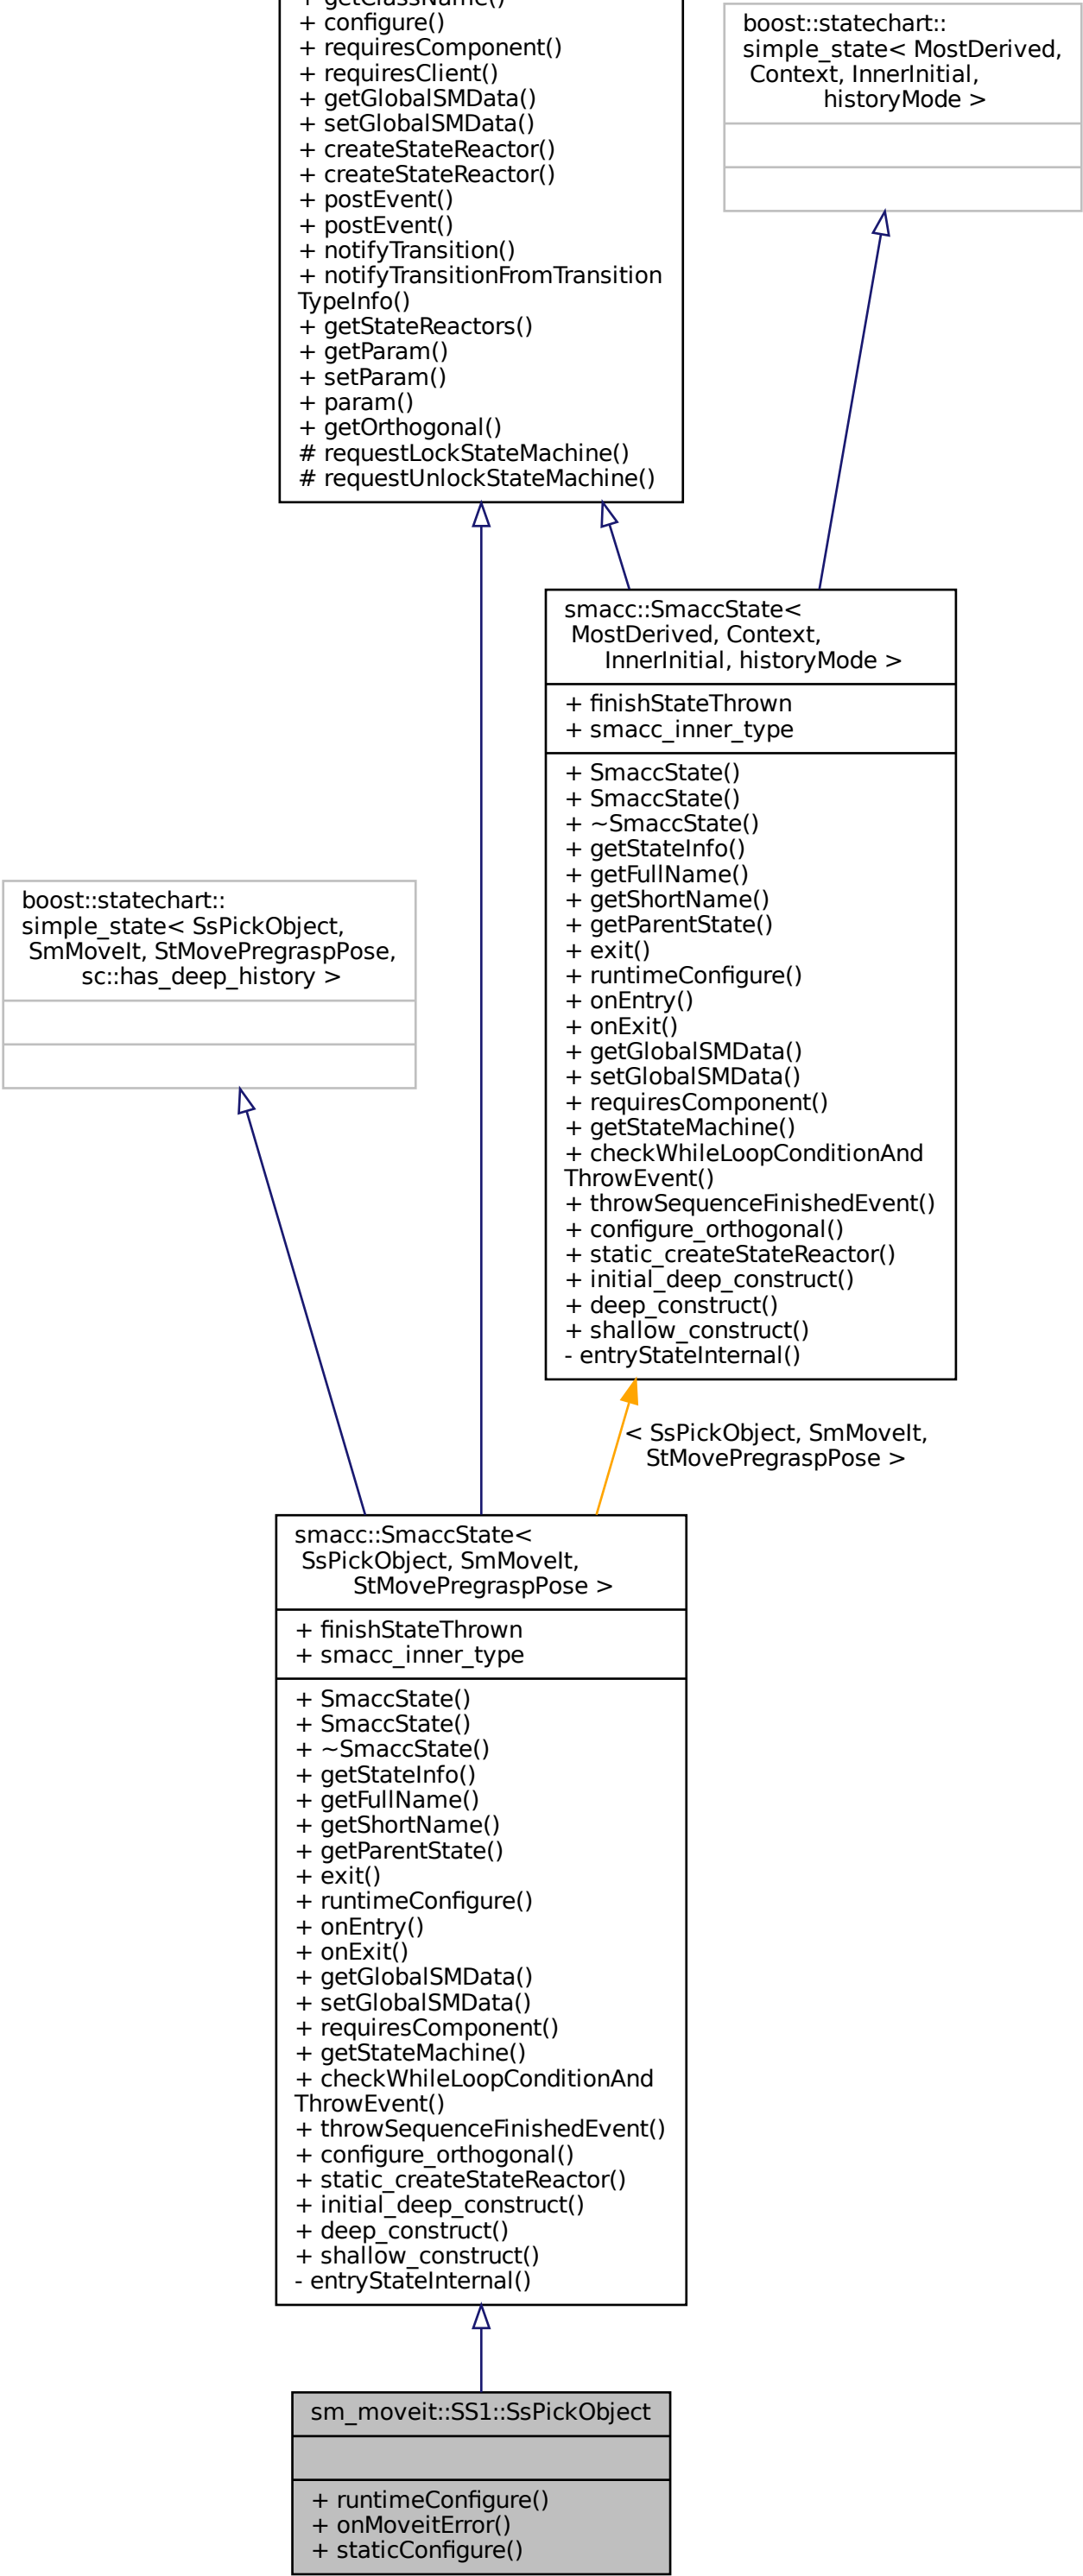 + getClassName()
+ configure()
+ requiresComponent()
+ requiresClient()
+ getGlobalSMData()
+ setGlobalSMData()
+ createStateReactor()
+ createStateReactor()
+ postEvent()
+ postEvent()
+ notifyTransition()
+ notifyTransitionFromTransition
TypeInfo()
+ getStateReactors()
+ getParam()
+ setParam()
+ param()
+ getOrthogonal()
# requestLockStateMachine()
# requestUnlockStateMachine()
boost::statechart::
simple_state< MostDerived,
Context, InnerInitial,
historyMode >
smacc::SmaccState<
MostDerived, Context,
InnerInitial, historyMode >
+ finishStateThrown
+ smacc_inner_type
+ SmaccState()
+ SmaccState()
+ ~SmaccState()
+ getStateInfo()
+ getFullName()
+ getShortName()
+ getParentState()
+ exit()
+ runtimeConfigure()
+ onEntry()
+ onExit()
+ getGlobalSMData()
+ setGlobalSMData()
+ requiresComponent()
+ getStateMachine()
+ checkWhileLoopConditionAnd
ThrowEvent()
+ throwSequenceFinishedEvent()
+ configure_orthogonal()
+ static_createStateReactor()
+ initial_deep_construct()
+ deep_construct()
+ shallow_construct()
- entryStateInternal()
boost::statechart::
simple_state< SsPickObject,
SmMoveIt, StMovePregraspPose,
sc::has_deep_history >
< SsPickObject, SmMoveIt,
StMovePregraspPose >
smacc::SmaccState<
SsPickObject, SmMoveIt,
StMovePregraspPose >
+ finishStateThrown
+ smacc_inner_type
+ SmaccState()
+ SmaccState()
+ ~SmaccState()
+ getStateInfo()
+ getFullName()
+ getShortName()
+ getParentState()
+ exit()
+ runtimeConfigure()
+ onEntry()
+ onExit()
+ getGlobalSMData()
+ setGlobalSMData()
+ requiresComponent()
+ getStateMachine()
+ checkWhileLoopConditionAnd
ThrowEvent()
+ throwSequenceFinishedEvent()
+ configure_orthogonal()
+ static_createStateReactor()
+ initial_deep_construct()
+ deep_construct()
+ shallow_construct()
- entryStateInternal()
sm_moveit::SS1::SsPickObject
+ runtimeConfigure()
+ onMoveitError()
+ staticConfigure()